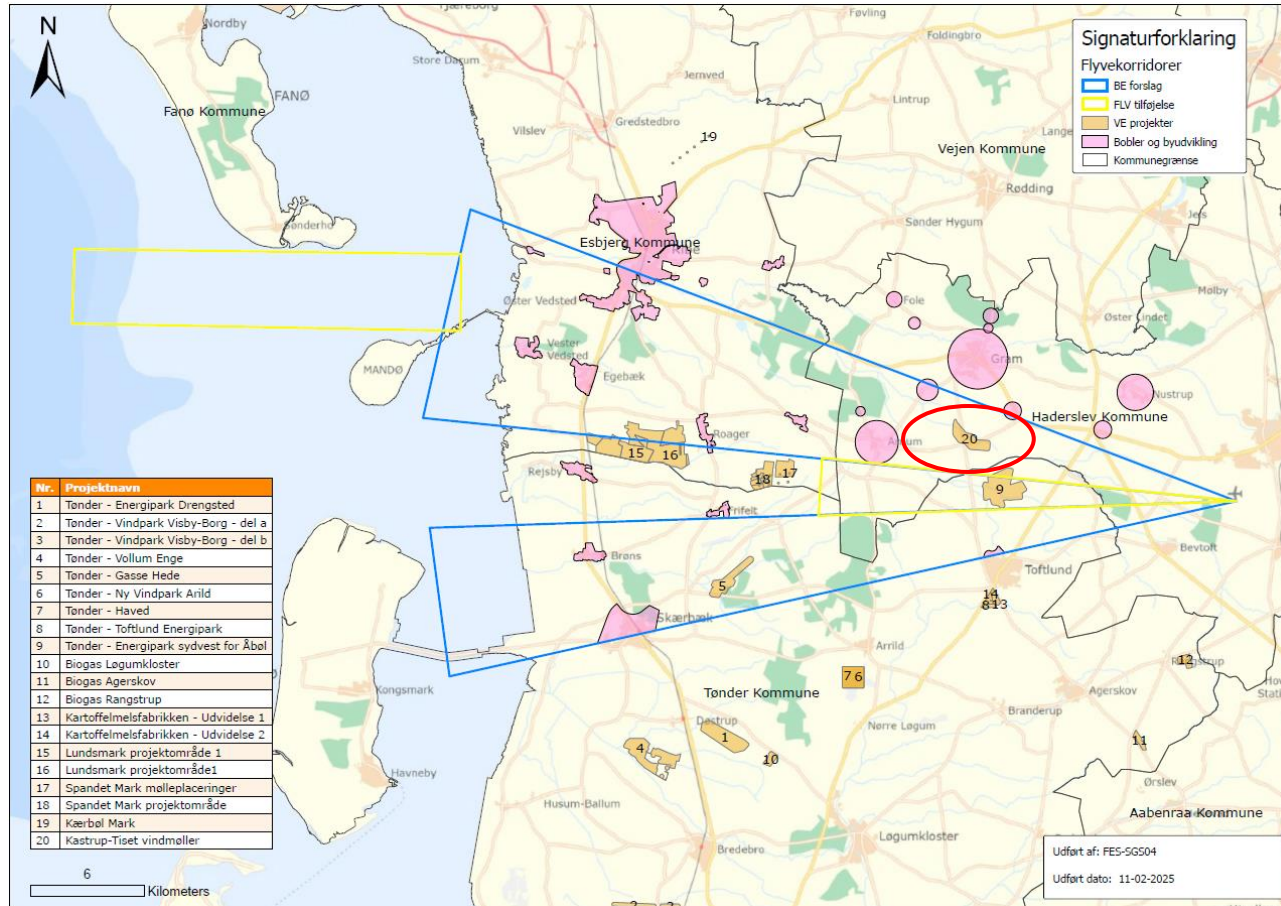 N
Nordby
FANØ
Fanø Kommune
Sønderho
MANDØ
Store Darum
Jernved
Vilslev
Gredstedbro
19
Føvling
Foldingbro
Lintrup
Vejen Kommune
Rødding
Sønder Hygum
Jels
Signaturforklaring
Flyvekorridorer
BE forslag
FLV tilføjelse
VE projekter
Bobler og byudvikling
Kommunegrænse
Esbjerg Kommune
Øster Vedsted
Vester
Vedsted
Egebæk
Fole
Gram
Øster Lindet
Mølby
Nustrup
Haderslev Kommune
20
Roager
15
16
17
18
Rejsby
Frifelt
9
Brøns
5
Skærbæk
Toftlund
Bevtoft
14
8
13
Arrild
7 6
12
Agerskov
Tønder Kommune
Branderup
Nørre Løgum
Døstrup
1
4
10
11
Ørslev
Aabenraa Kommune
Husum-Ballum
Løgumkloster
Bredebro
Kongsmark
Havneby
Nr. Projektnavn
1 Tønder - Energipark Drengsted
2 Tønder - Vindpark Visby-Borg - del a
3 Tønder - Vindpark Visby-Borg - del b
4 Tønder - Vollum Enge
5 Tønder - Gasse Hede
6 Tønder - Ny Vindpark Arild
7 Tønder - Haved
8 Tønder - Toftlund Energipark
9 Tønder - Energipark sydvest for Åbøl
10 Biogas Løgumkloster
11 Biogas Agerskov
12 Biogas Rangstrup
13 Kartoffelmelsfabrikken - Udvidelse 1
14 Kartoffelmelsfabrikken - Udvidelse 2
15 Lundsmark projektområde 1
16 Lundsmark projektområde1
17 Spandet Mark mølleplaceringer
18 Spandet Mark projektområde
19 Kærbøl Mark
20 Kastrup-Tiset vindmøller
6
Kilometers
Udført af: FES-SGS04
Udført dato: 11-02-2025